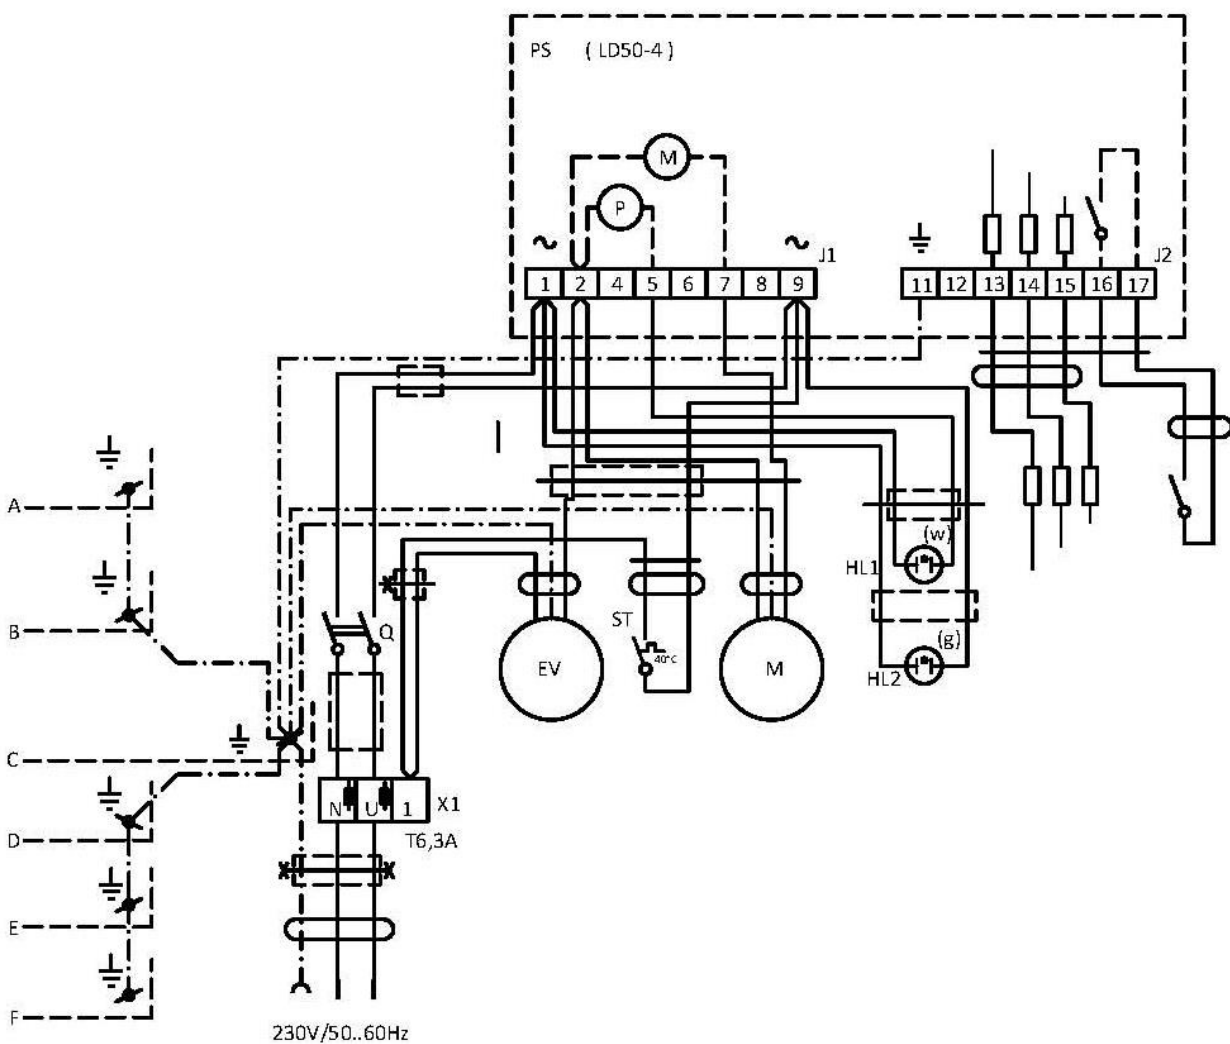 PS ( LD50-4 )
M
P
~ ~
J1 J2
1 2 4 5 6 7 8 9
11 12 13 14 15 16 17
A
B
C
D
E
F
Q
(w)
HL1
ST
40°C
(g)
HL2
EV
M
N U 1
X1
T6,3A
230V/50..60Hz